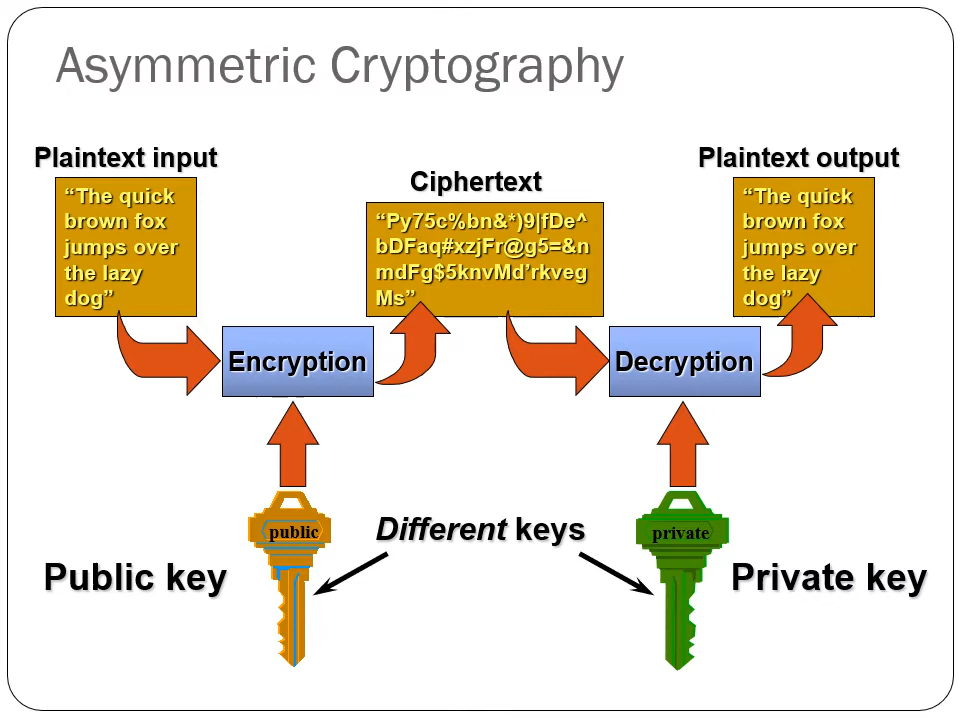 Asymmetric Cryptography
Plaintext input
“The quick
brown fox
jumps over
the lazy
dog”
Ciphertext
“Py75c%bn&*)9|fDe^
bDFaq#xzjFr@g5=&n
mdFg$5knvMd’rkveg
Ms”
Plaintext output
“The quick
brown fox
jumps over
the lazy
dog”
Encryption
Decryption
public
Different keys
private
Public key
Private key